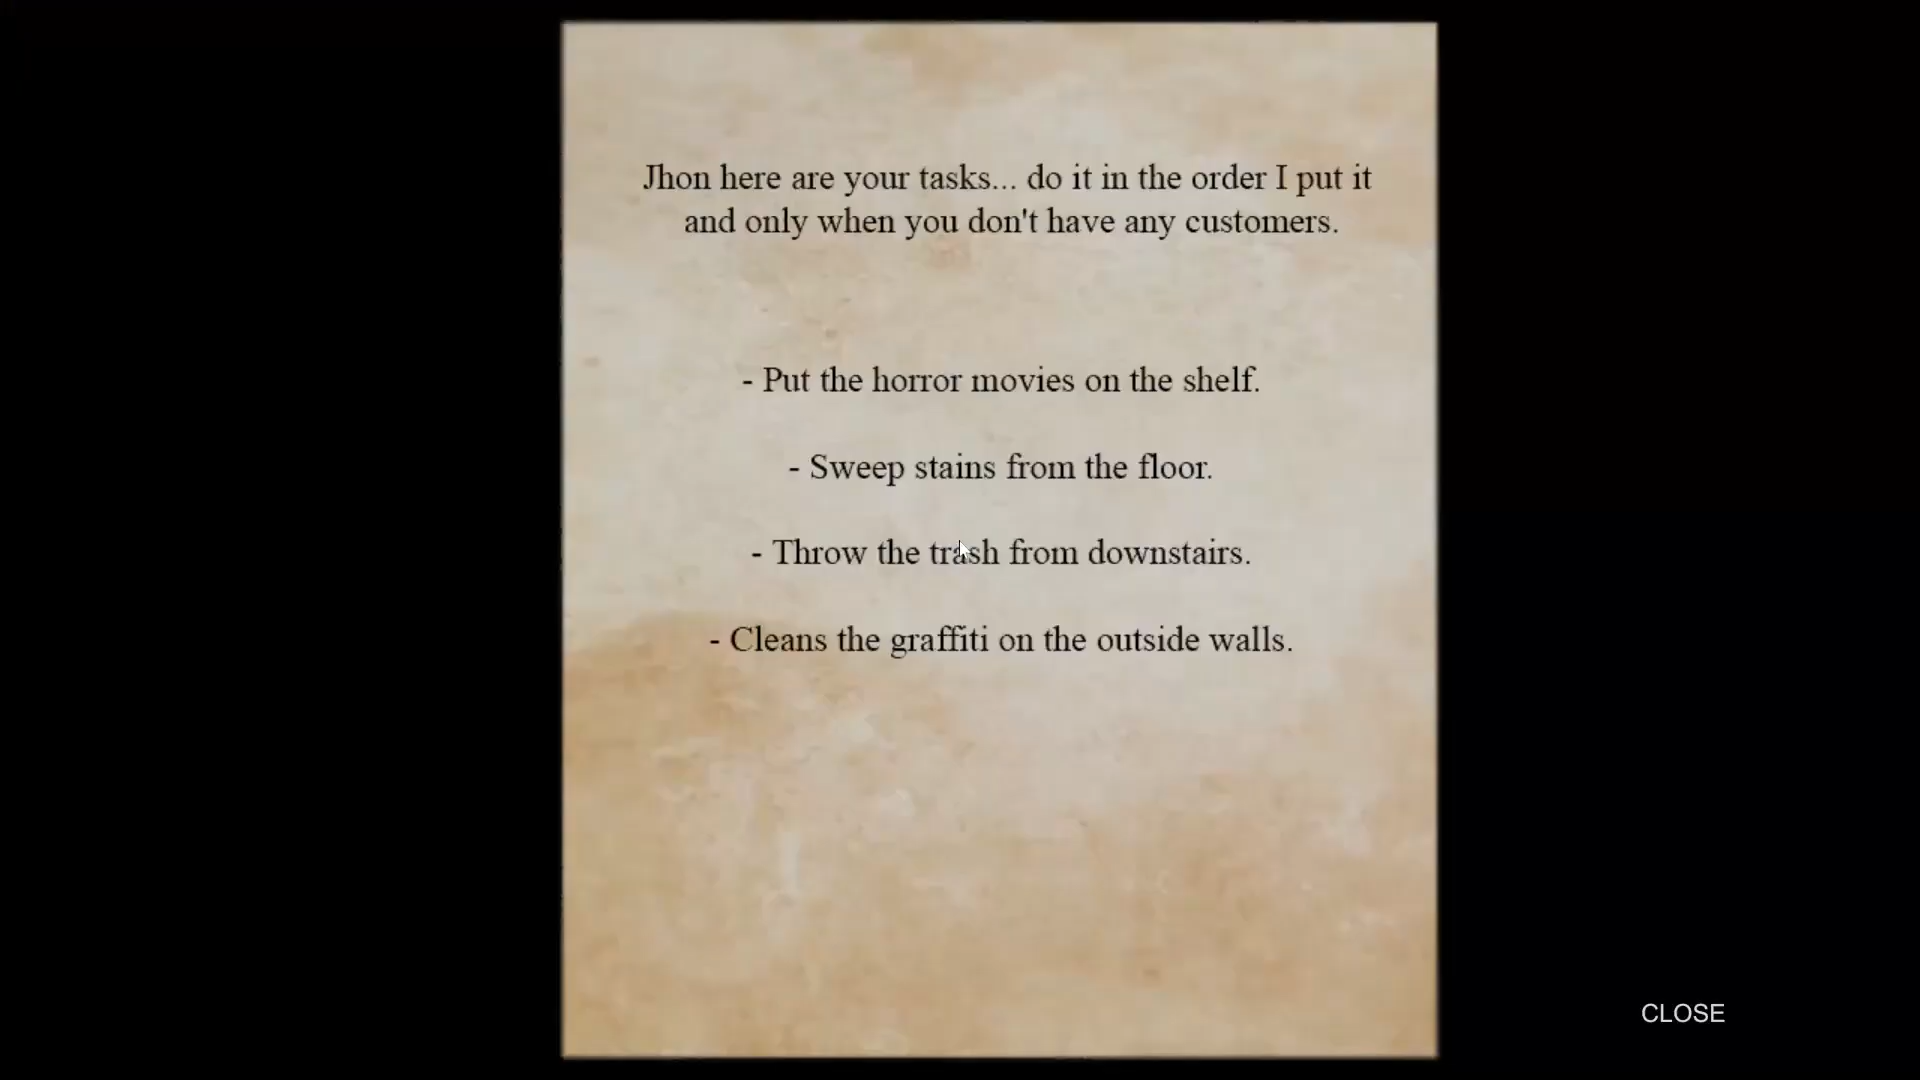 Jhon here are your tasks... do it in the order I put it
and only when you don't have any customers.
- Put the horror movies on the shelf.
- Sweep stains from the floor.
- Throw the trash from downstairs.
- Cleans the graffiti on the outside walls.
CLOSE